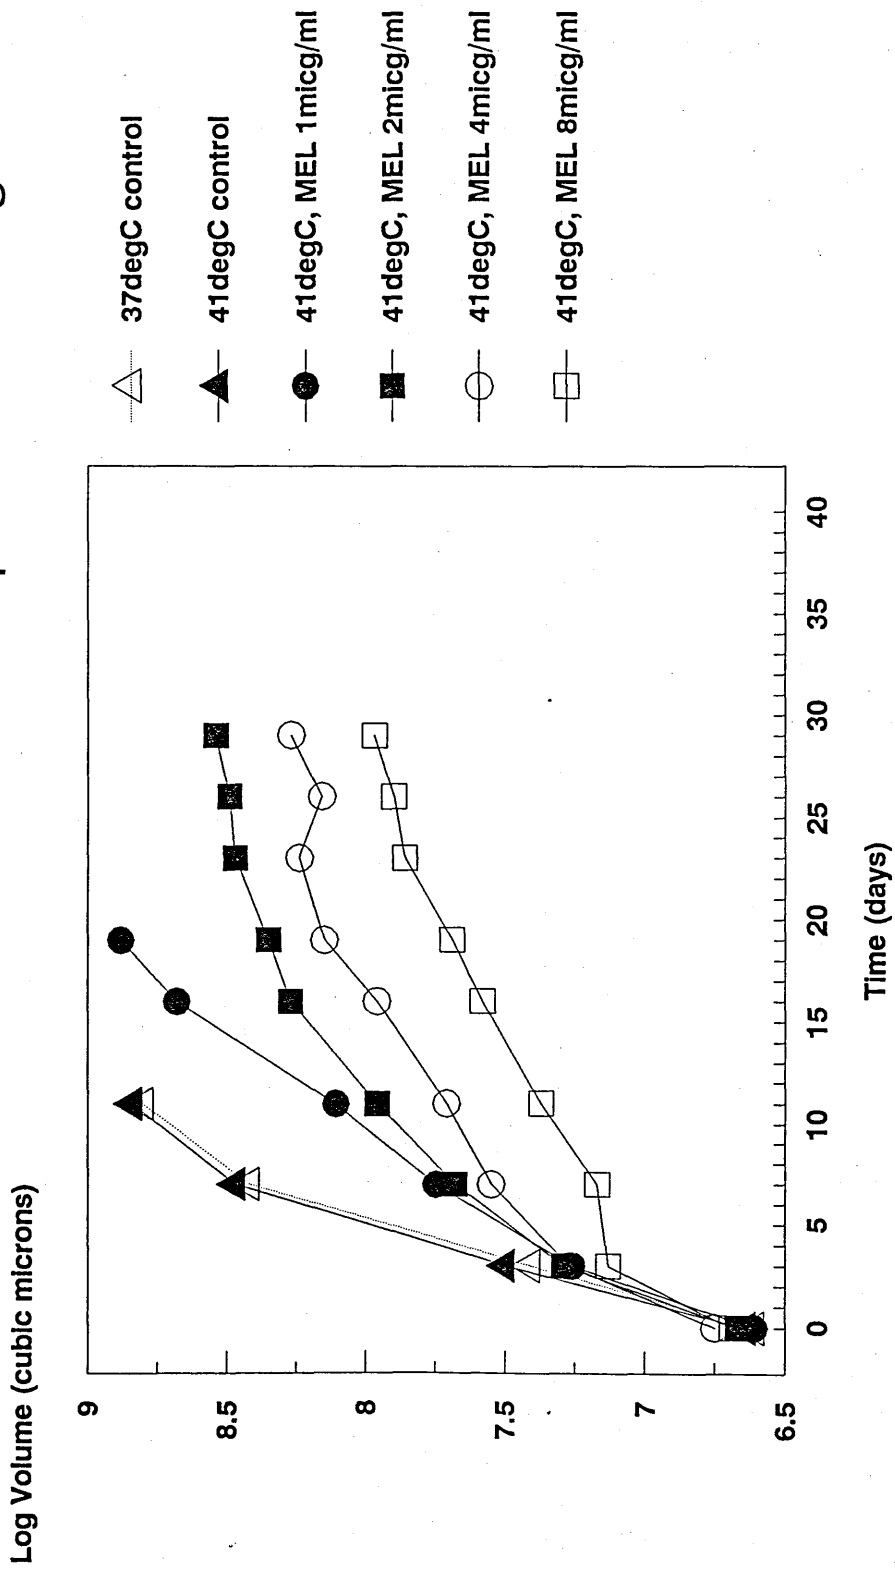 Log Volume (cubic microns)
9
8.5
8
7.5
7
6.5
0 5 10 15 20 25 30 35 40
Time (days)
37degC control
41degC control
41degC, MEL 1micg/ml
41degC, MEL 2micg/ml
41degC, MEL 4micg/ml
41degC, MEL 8micg/ml